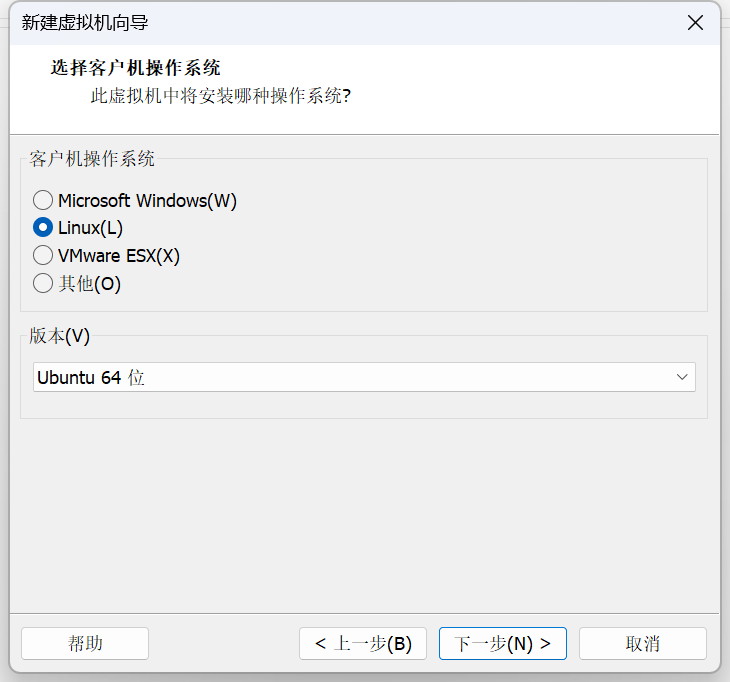 新建虚拟机向导
选择客户机操作系统
此虚拟机中将安装哪种操作系统?
客户机操作系统
Microsoft Windows(W)
Linux(L)
VMware ESX(X)
其他(O)
版本(V)
Ubuntu 64 位
帮助
< 上一步(B)
下一步(N) >
取消